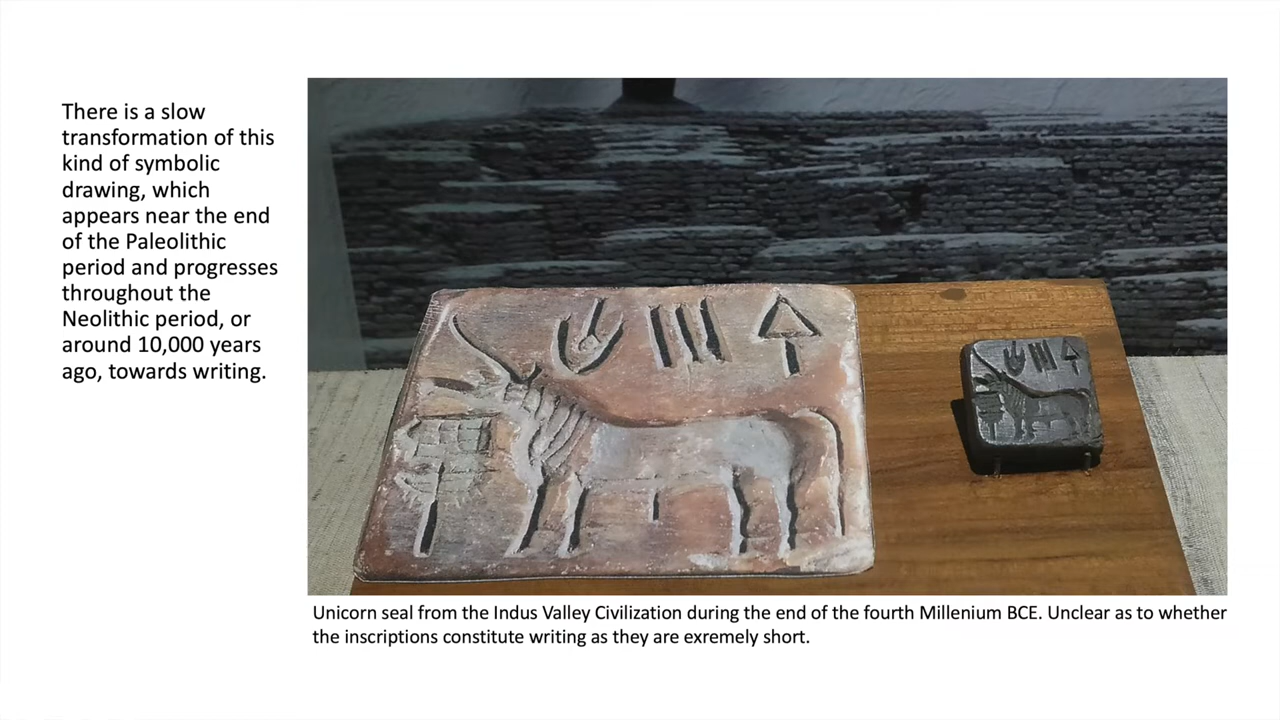 There is a slow
transformation of this
kind of symbolic
drawing, which
appears near the end
of the Paleolithic
period and progresses
throughout the
Neolithic period, or
around 10,000 years
ago, towards writing.
Unicorn seal from the Indus Valley Civilization during the end of the fourth Millenium BCE. Unclear as to whether
the inscriptions constitute writing as they are exremely short.